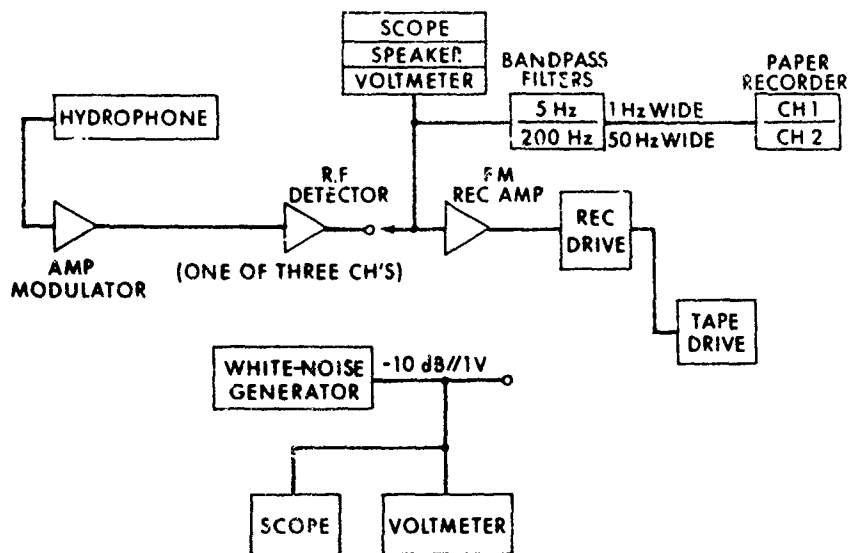 SCOPE
SPEAKER
VOLTMETER
BANDPASS
FILTERS
5 Hz
200 Hz
1 Hz WIDE
50 Hz WIDE
PAPER
RECORDER
CH 1
CH 2
HYDROPHONE
R.F
DETECTOR
FM
REC AMP
REC
DRIVE
AMP
MODULATOR
(ONE OF THREE CH'S)
TAPE
DRIVE
WHITE-NOISE
GENERATOR
-10 dB//1V
SCOPE
VOLTMETER